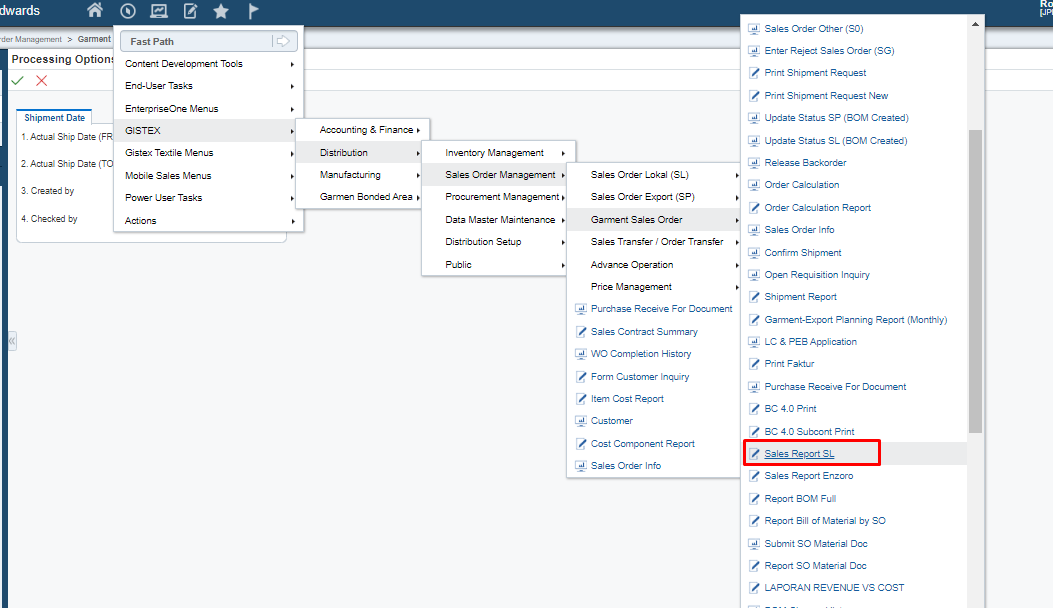 dwards
Ro
[JP
rder Management > Garment
Processing Options
Shipment Date
1. Actual Ship Date (FR
2. Actual Ship Date (TO
3. Created by
4. Checked by
Fast Path
Content Development Tools
End-User Tasks
EnterpriseOne Menus
GISTEX
Gistex Textile Menus
Mobile Sales Menus
Power User Tasks
Actions
Accounting & Finance
Distribution
Manufacturing
Garmen Bonded Area
Inventory Management
Sales Order Management
Procurement Management
Data Master Maintenance
Distribution Setup
Public
Sales Order Lokal (SL)
Sales Order Export (SP)
Garment Sales Order
Sales Transfer / Order Transfer
Advance Operation
Price Management
Purchase Receive For Document
Sales Contract Summary
WO Completion History
Form Customer Inquiry
Item Cost Report
Customer
Cost Component Report
Sales Order Info
Sales Order Other (S0)
Enter Reject Sales Order (SG)
Print Shipment Request
Print Shipment Request New
Update Status SP (BOM Created)
Update Status SL (BOM Created)
Release Backorder
Order Calculation
Order Calculation Report
Sales Order Info
Confirm Shipment
Open Requisition Inquiry
Shipment Report
Garment-Export Planning Report (Monthly)
LC & PEB Application
Print Faktur
Purchase Receive For Document
BC 4.0 Print
BC 4.0 Subcont Print
Sales Report SL
Sales Report Enzoro
Report BOM Full
Report Bill of Material by SO
Submit SO Material Doc
Report SO Material Doc
LAPORAN REVENUE VS COST